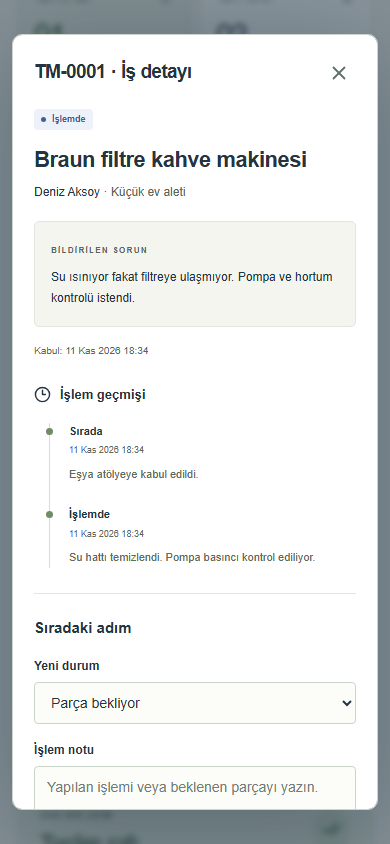 TM-0001 · İş detayı
İşlemde
Braun filtre kahve makinesi
Deniz Aksoy · Küçük ev aleti
BİLDİRİLEN SORUN
Su ısınıyor fakat filtreye ulaşmıyor. Pompa ve hortum
kontrolü istendi.
Kabul: 11 Kas 2026 18:34
İşlem geçmişi
Sırada
11 Kas 2026 18:34
Eşya atölyeye kabul edildi.
İşlemde
11 Kas 2026 18:34
Su hattı temizlendi. Pompa basıncı kontrol ediliyor.
Sıradaki adım
Yeni durum
Parça bekliyor
İşlem notu
Yapılan işlemi veya beklenen parçayı yazın.